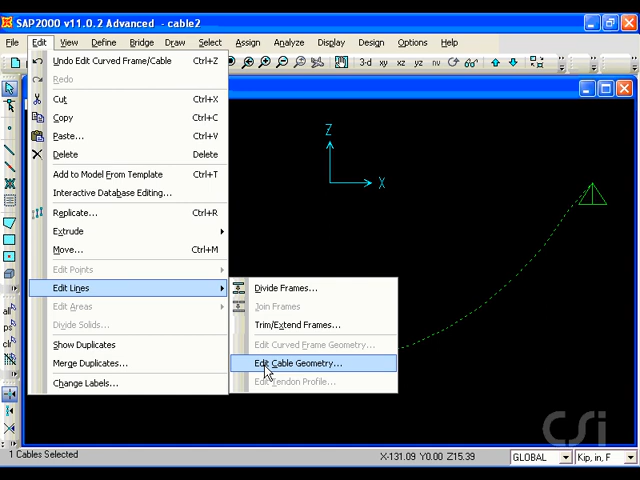 SAP2000 v11.0.2 Advanced - cable2
File Edit View Define Bridge Draw Select Assign Analyze Display Design Options Help
3-d xy xz yz nv
Undo Edit Curved Frame/Cable Ctrl+Z
Redo
Cut Ctrl+X
Copy Ctrl+C
Paste... Ctrl+V
Delete Delete
Add to Model From Template Ctrl+T
Interactive Database Editing...
Replicate... Ctrl+R
Extrude
Move... Ctrl+M
Edit Points
Edit Lines
Edit Areas
Divide Solids...
Show Duplicates
Merge Duplicates...
Change Labels...
Divide Frames...
Join Frames
Trim/Extend Frames...
Edit Curved Frame Geometry...
Edit Cable Geometry...
Edit Tendon Profile...
Z
X
all
ps
clr
CSi
1 Cables Selected X-131.09 Y0.00 Z15.39 GLOBAL Kip, in, F